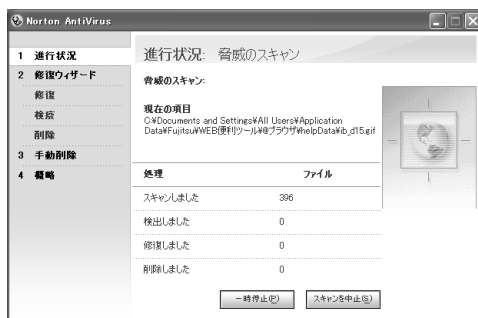 Norton AntiVirus
1 進行状況
2 修復ウィザード
修復
検疫
削除
3 手動削除
4 概略
進行状況: 脅威のスキャン
脅威のスキャン:
現在の項目
C:¥Documents and Settings¥All Users¥Application
Data¥Fujitsu¥WEB便利ツール¥@ブラウザ¥helpData¥ib_d15.gif
処理 ファイル
スキャンしました 396
検出しました 0
修復しました 0
削除しました 0
一時停止(P) スキャンを中止(S)